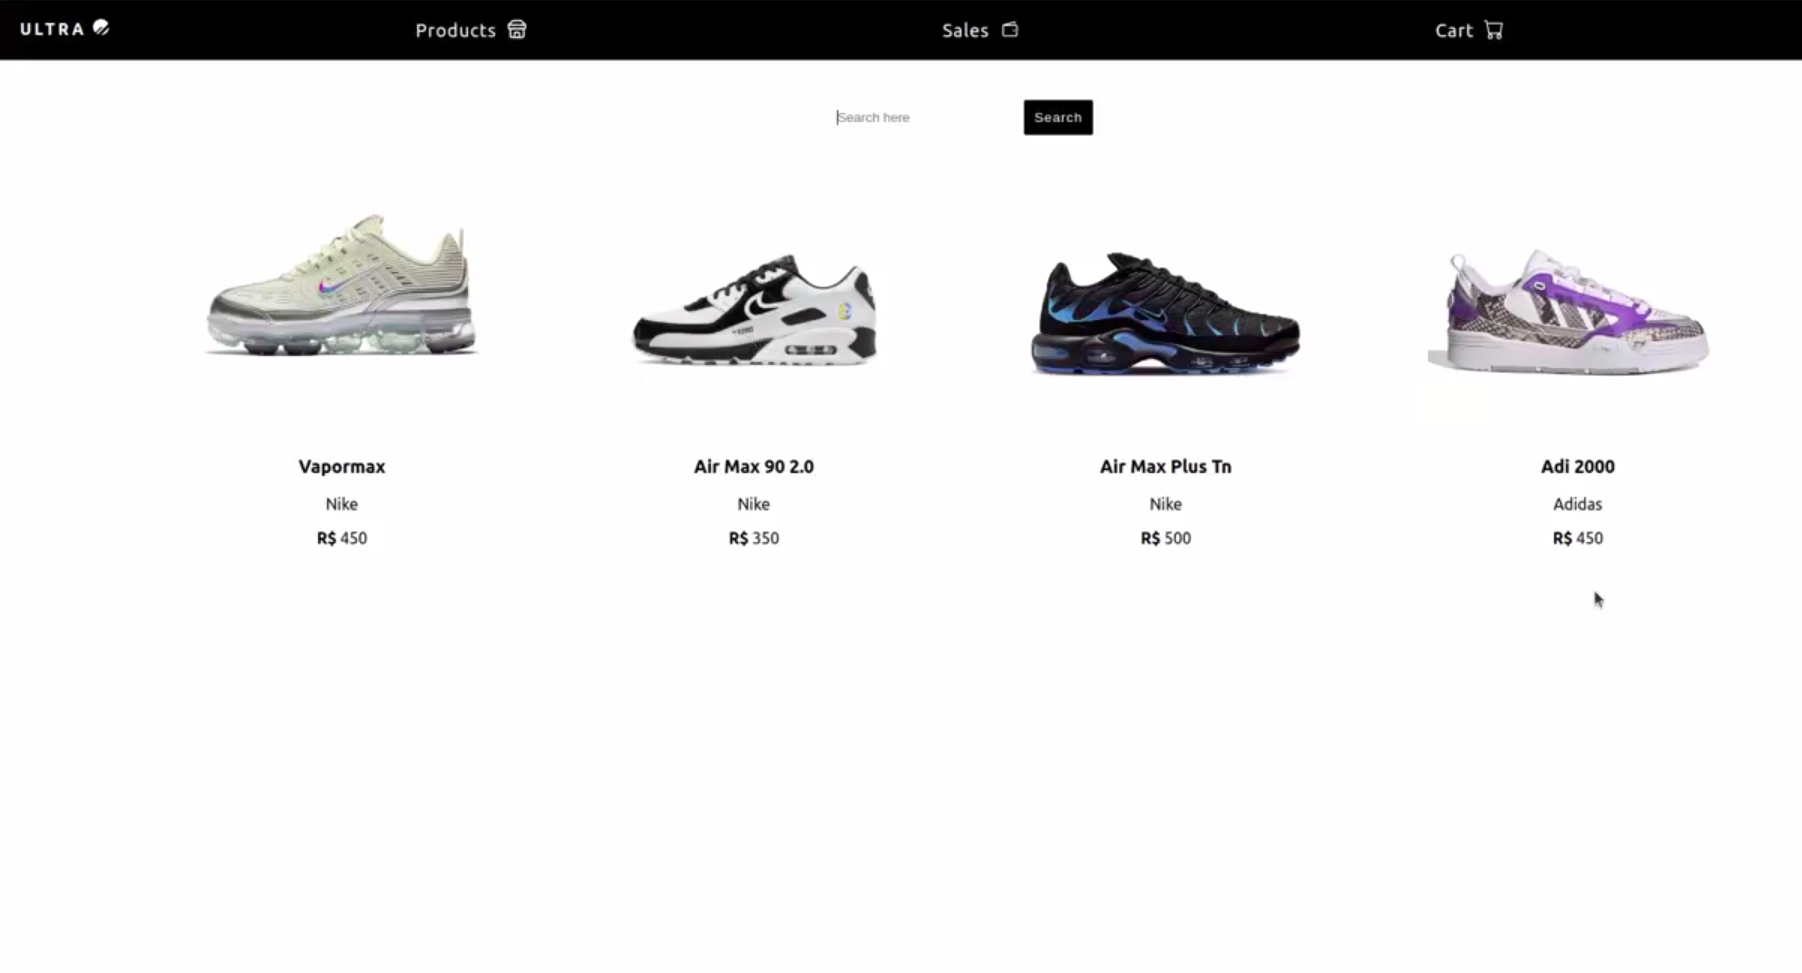 ULTRA
Products
Sales
Cart
Search here
Search
Vapormax
Nike
R$ 450
Air Max 90 2.0
Nike
R$ 350
Air Max Plus Tn
Nike
R$ 500
Adi 2000
Adidas
R$ 450